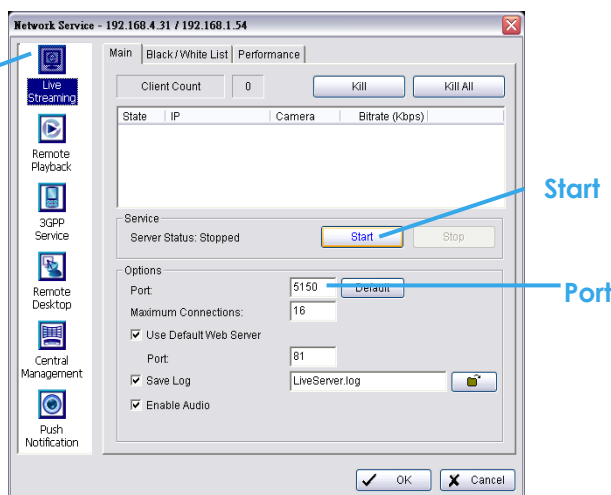 Network Service - 192.168.4.31 / 192.168.1.54
Live
Streaming
Remote
Playback
3GPP
Service
Remote
Desktop
Central
Management
Push
Notification
Main Black/White List Performance
Client Count 0 Kill Kill All
State IP Camera Bitrate (Kbps)
Service
Server Status: Stopped Start Stop
Start
Options
Port: 5150 Default
Port
Maximum Connections: 16
Use Default Web Server
Port: 81
Save Log LiveServer.log
Enable Audio
OK Cancel